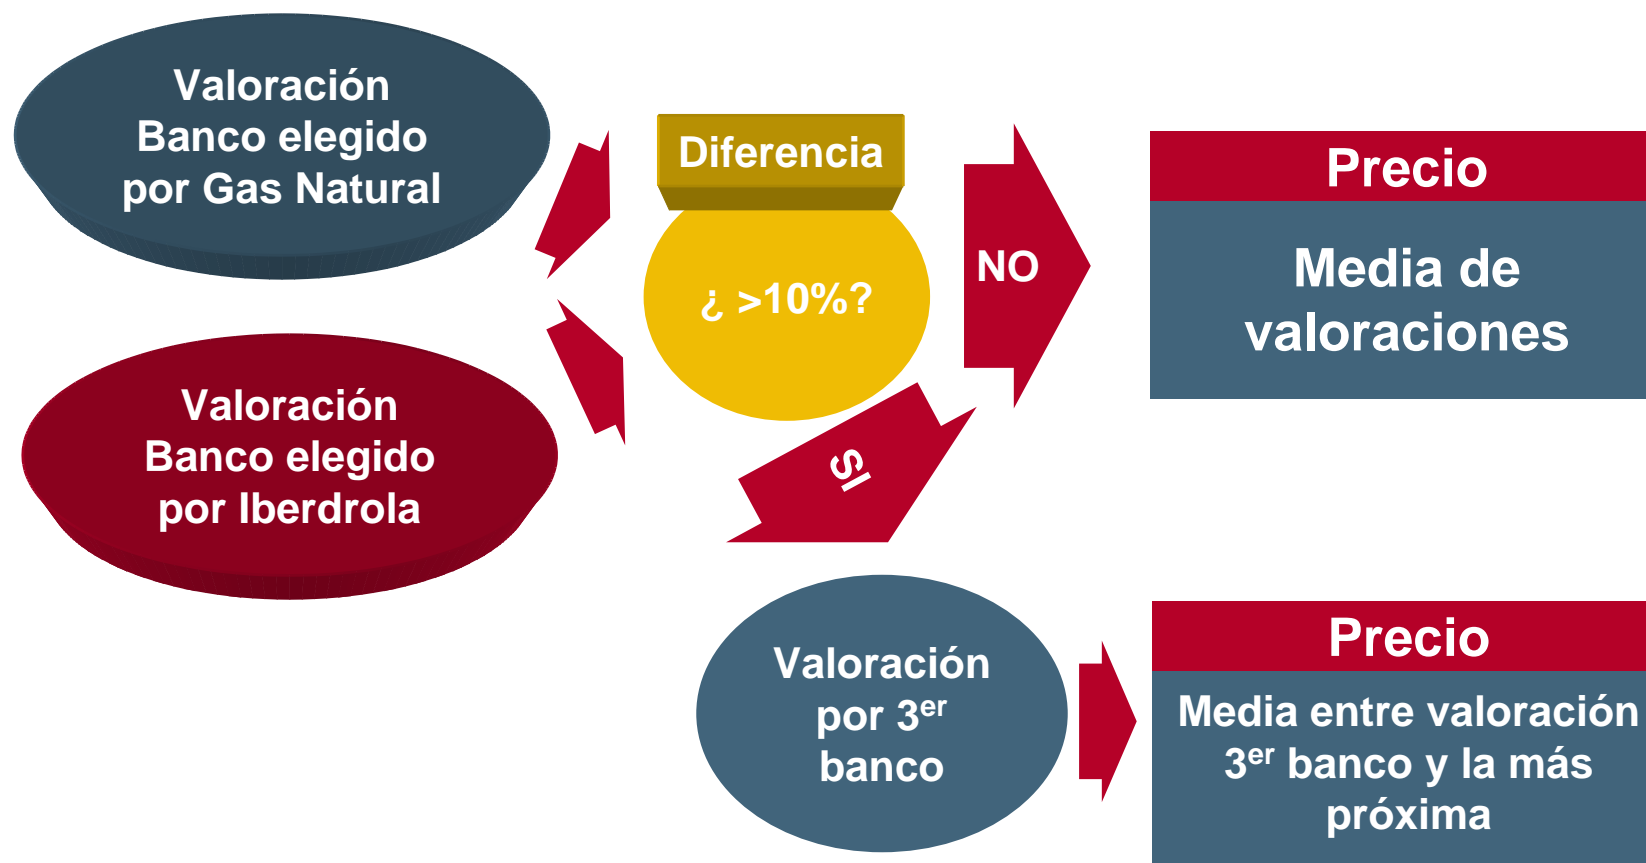 Valoración
Banco elegido
por Gas Natural
Diferencia
¿ >10%?
NO
Precio
Media de
valoraciones
Valoración
Banco elegido
por Iberdrola
SI
Valoración
por 3er
banco
Precio
Media entre valoración
3er banco y la más
próxima